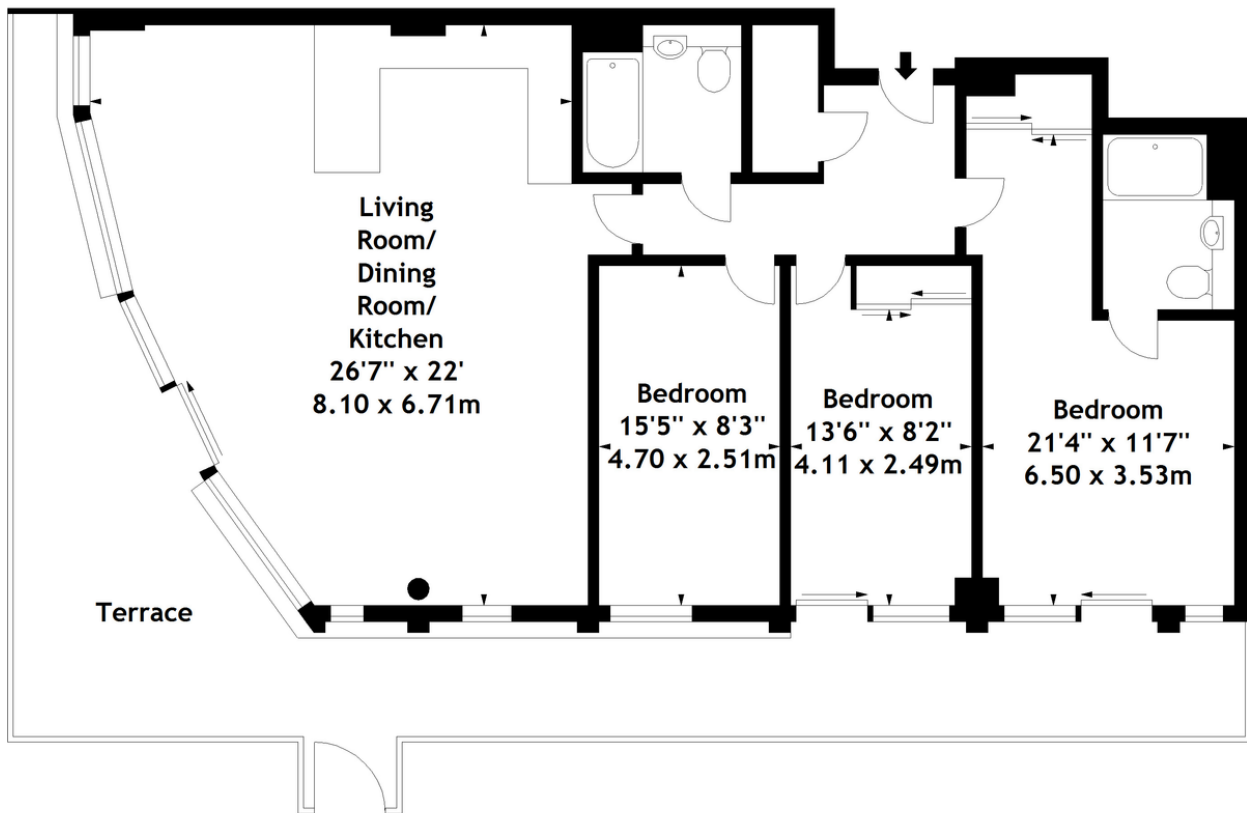 Living
Room/
Dining
Room/
Kitchen
26'7" x 22'
8.10 x 6.71m
Bedroom
15'5" x 8'3"
4.70 x 2.51m
Bedroom
13'6" x 8'2"
4.11 x 2.49m
Bedroom
21'4" x 11'7"
6.50 x 3.53m
Terrace